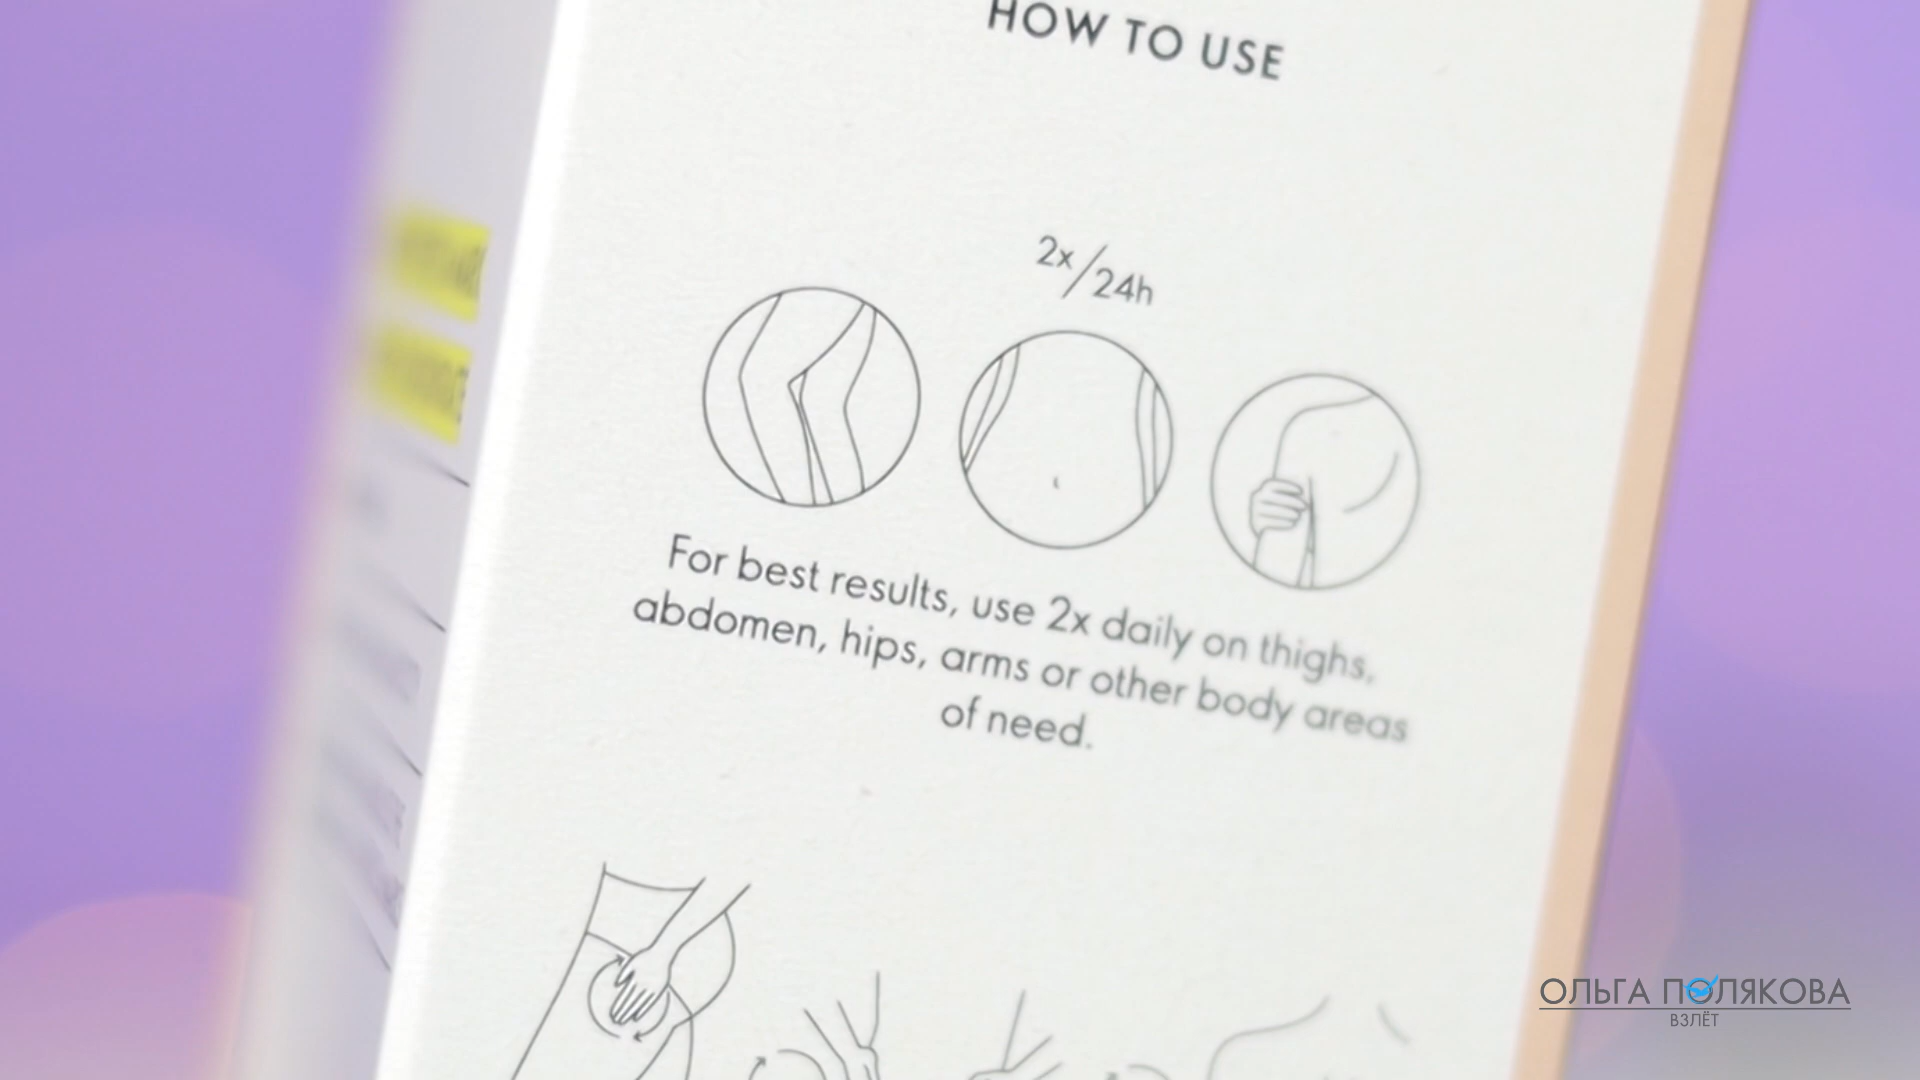 HOW TO USE
2x/24h
For best results, use 2x daily on thighs,
abdomen, hips, arms or other body areas
of need.
ОЛЬГА ПОЛЯКОВА
ВЗЛЁТ